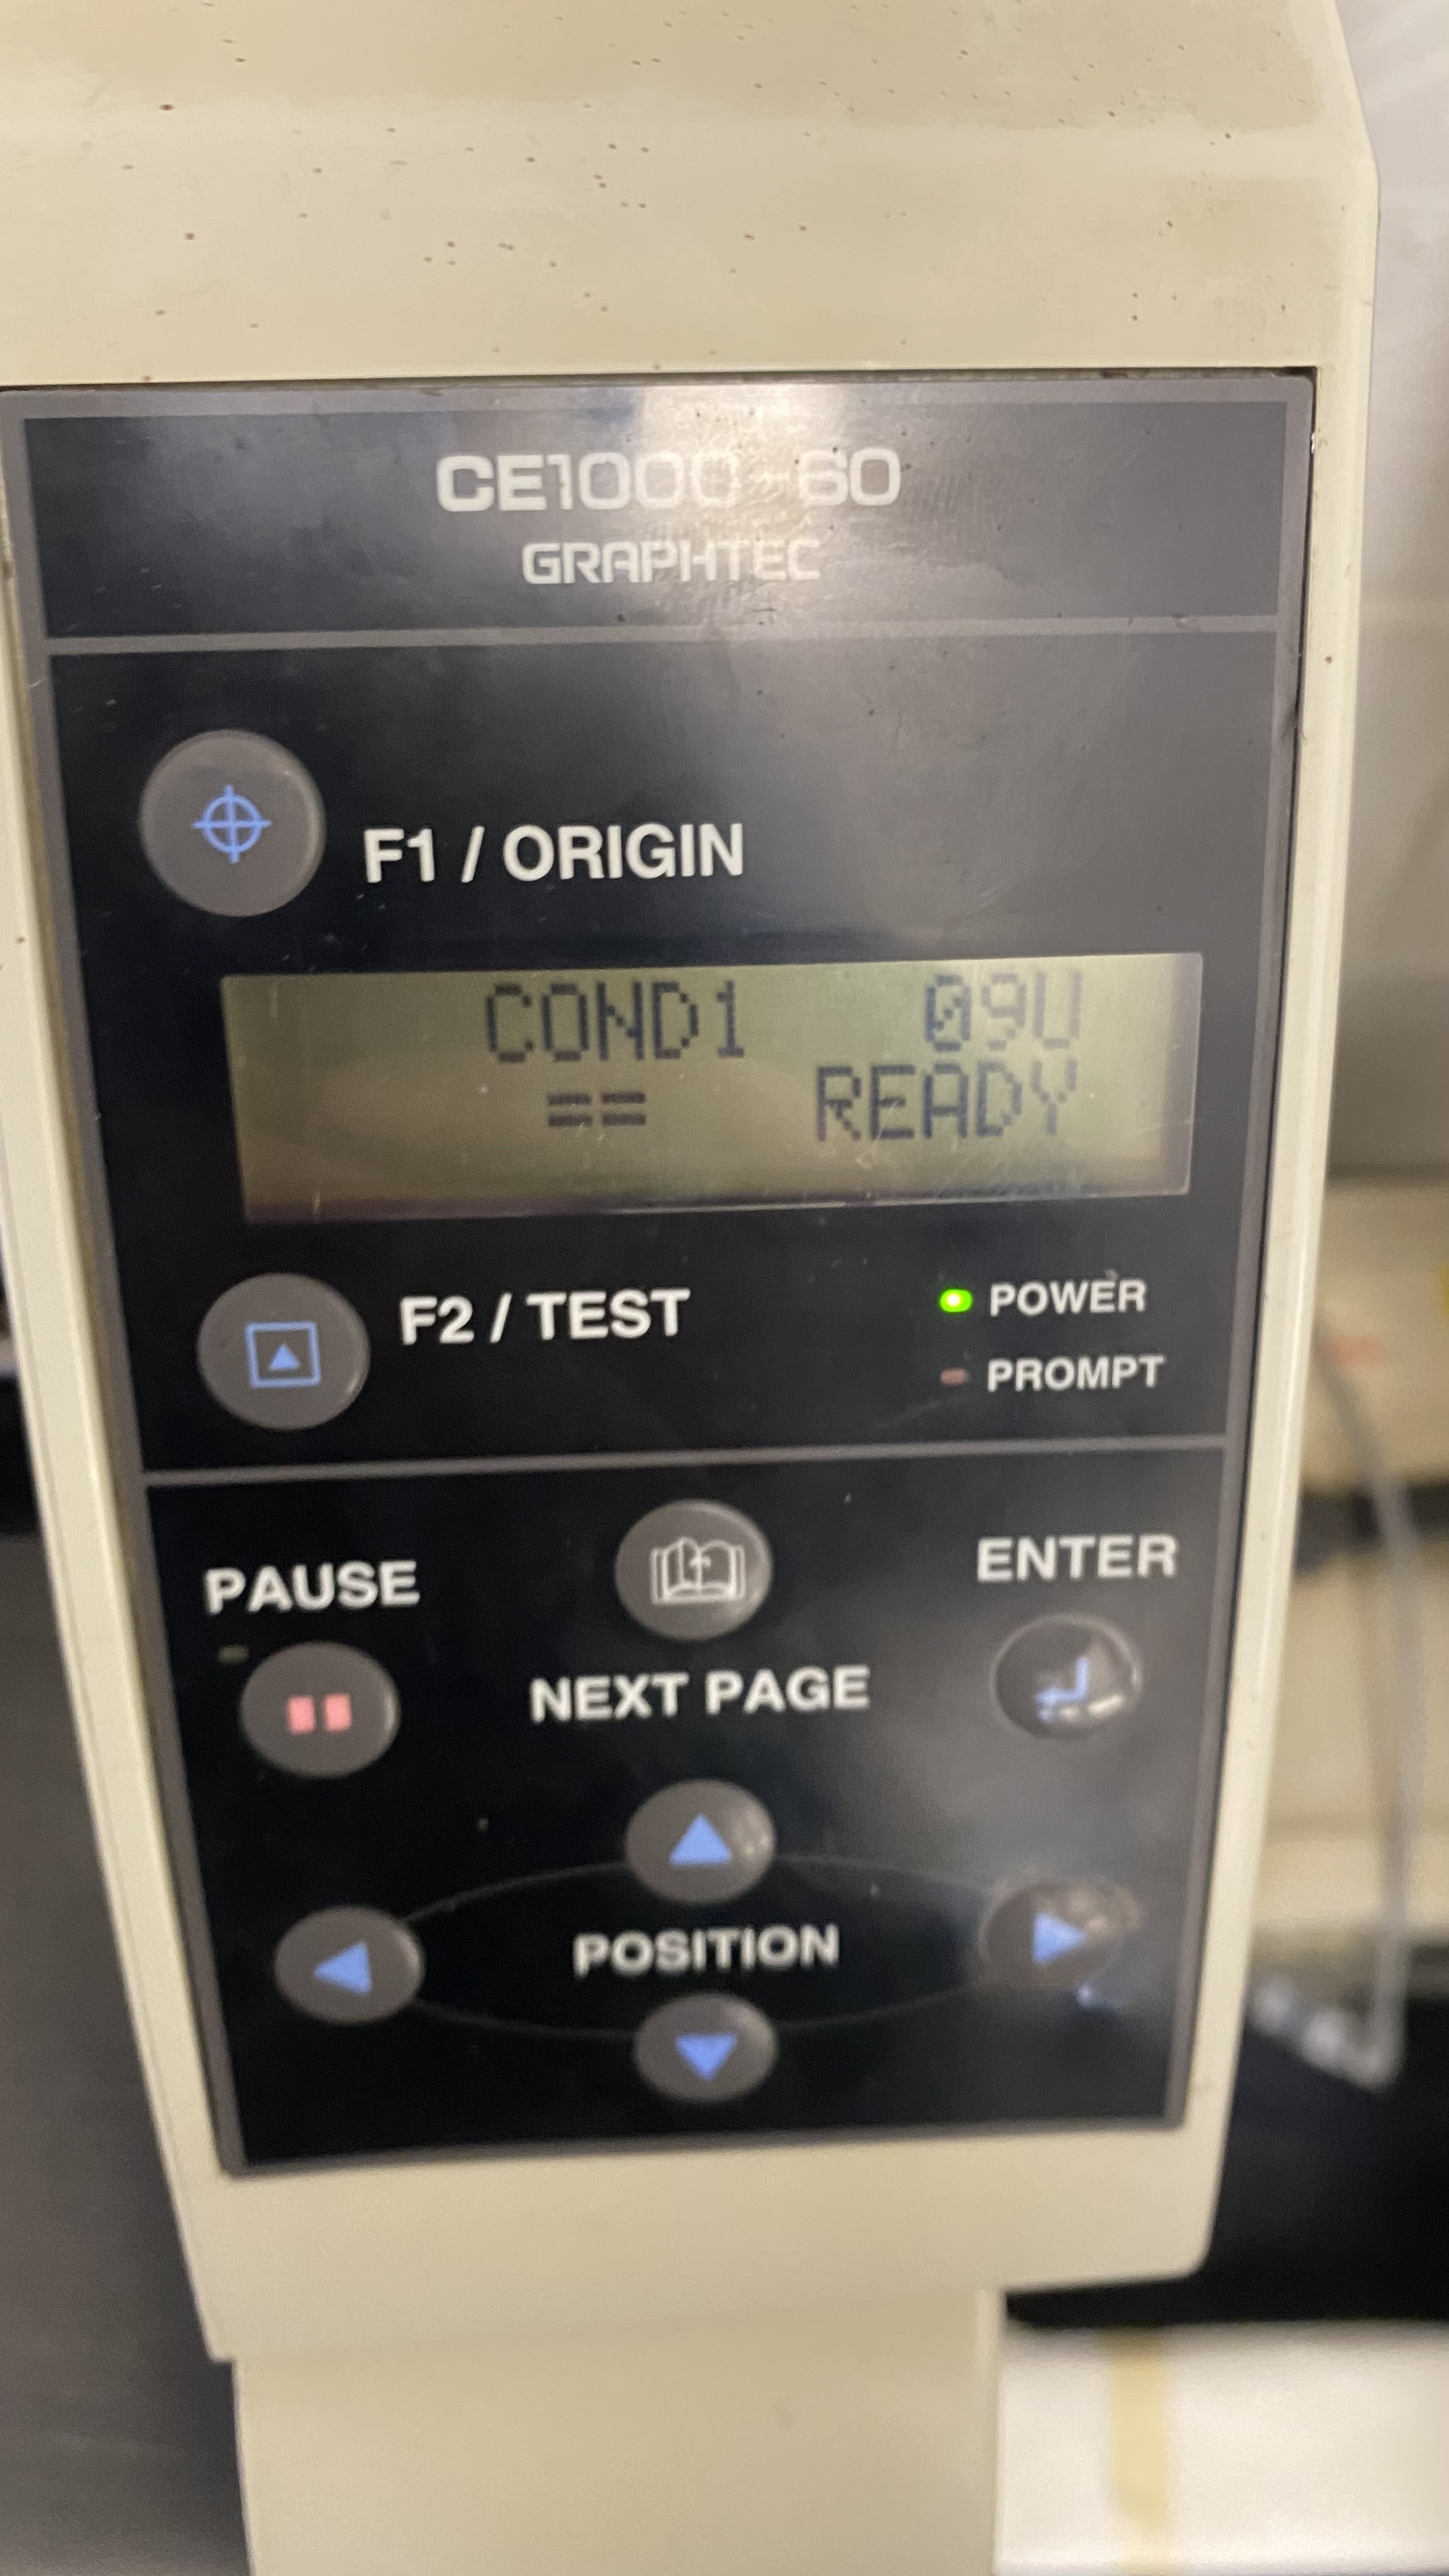 CE1000-60
GRAPHTEC
F1 / ORIGIN
COND1 09U
== READY
F2 / TEST
POWER
PROMPT
PAUSE
ENTER
NEXT PAGE
POSITION